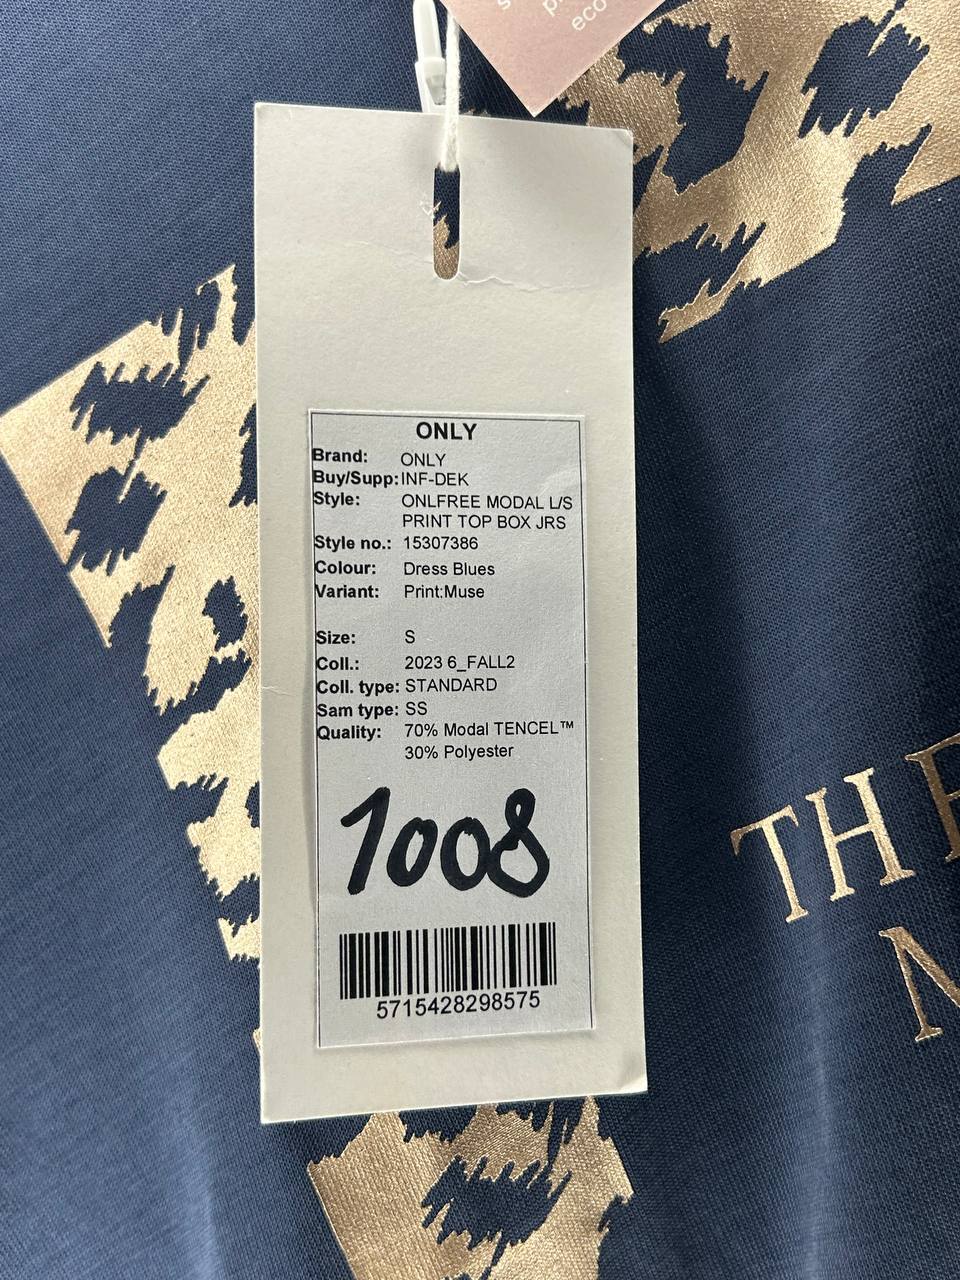 eco
ONLY
Brand: ONLY
Buy/Supp: INF-DEK
Style: ONLFREE MODAL L/S
PRINT TOP BOX JRS
Style no.: 15307386
Colour: Dress Blues
Variant: Print:Muse
Size: S
Coll.: 2023 6_FALL2
Coll. type: STANDARD
Sam type: SS
Quality: 70% Modal TENCEL™
30% Polyester
1008
5715428298575
THE